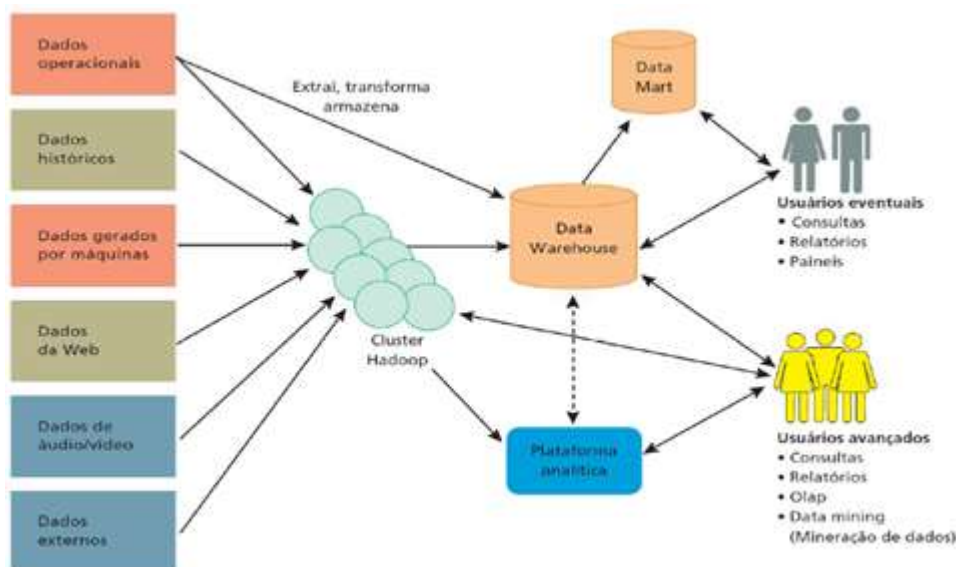 Dados
operacionais
Dados
históricos
Dados gerados
por máquinas
Dados
da Web
Dados de
áudio/vídeo
Dados
externos
Extrai, transforma
armazena
Cluster
Hadoop
Data
Mart
Data
Warehouse
Plataforma
analítica
Usuários eventuais
• Consultas
• Relatórios
• Paineis
Usuários avançados
• Consultas
• Relatórios
• Olap
• Data mining
(Mineração de dados)